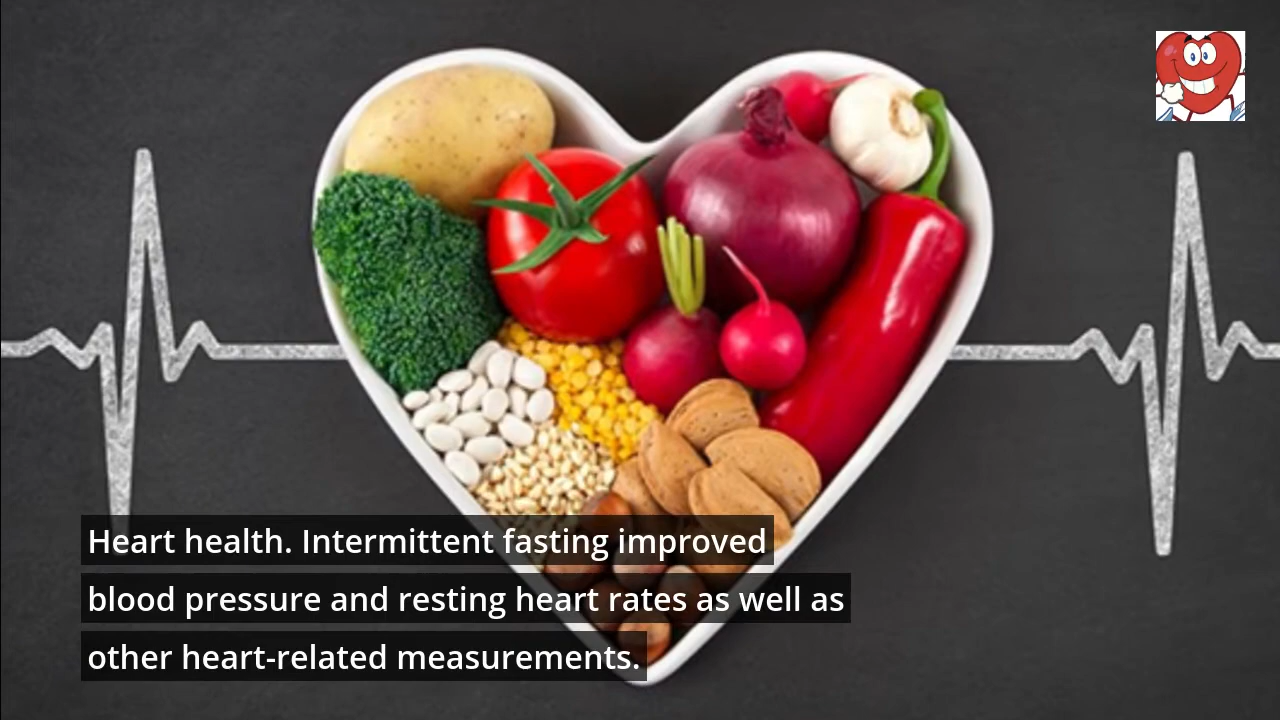 Heart health. Intermittent fasting improved
blood pressure and resting heart rates as well as
other heart-related measurements.